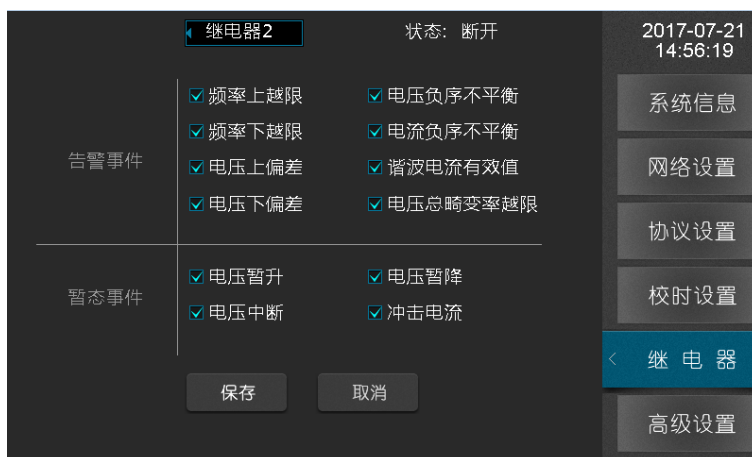 继电器2
状态: 断开
2017-07-21
14:56:19
告警事件
频率上越限
电压负序不平衡
频率下越限
电流负序不平衡
电压上偏差
谐波电流有效值
电压下偏差
电压总畸变率越限
暂态事件
电压暂升
电压暂降
电压中断
冲击电流
保存
取消
系统信息
网络设置
协议设置
校时设置
继 电 器
高级设置